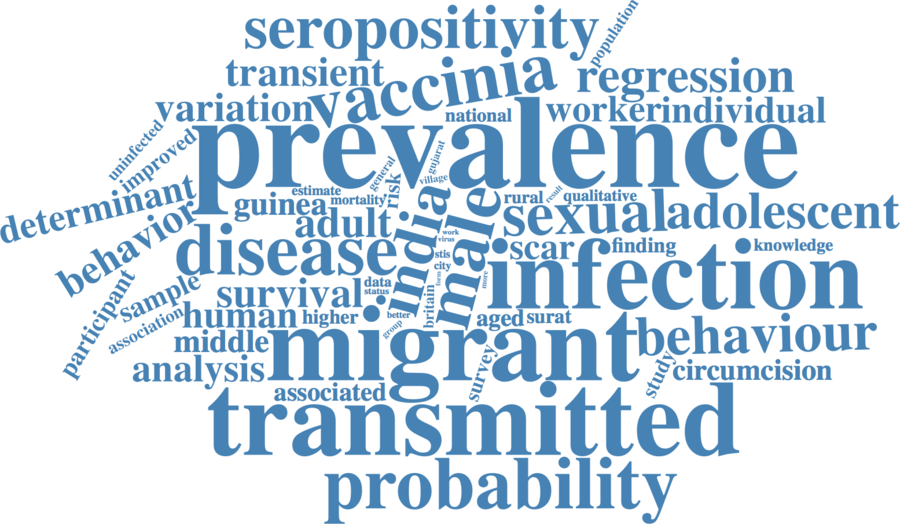 population
seropositivity
transient
vaccinia
regression
variation
national
worker
individual
uninfected
improved
prevalence
gujarat
general
village
risk
estimate
mortality
rural
result
qualitative
determinant
guinea
adult
india
male
sexual
adolescent
behavior
work
virus
scar
finding
knowledge
disease
stis
city
infection
participant
sample
survival
data
status
form
more
britain
association
human
higher
better
group
aged
surat
middle
migrant
behaviour
analysis
survey
study
circumcision
associated
transmitted
probability